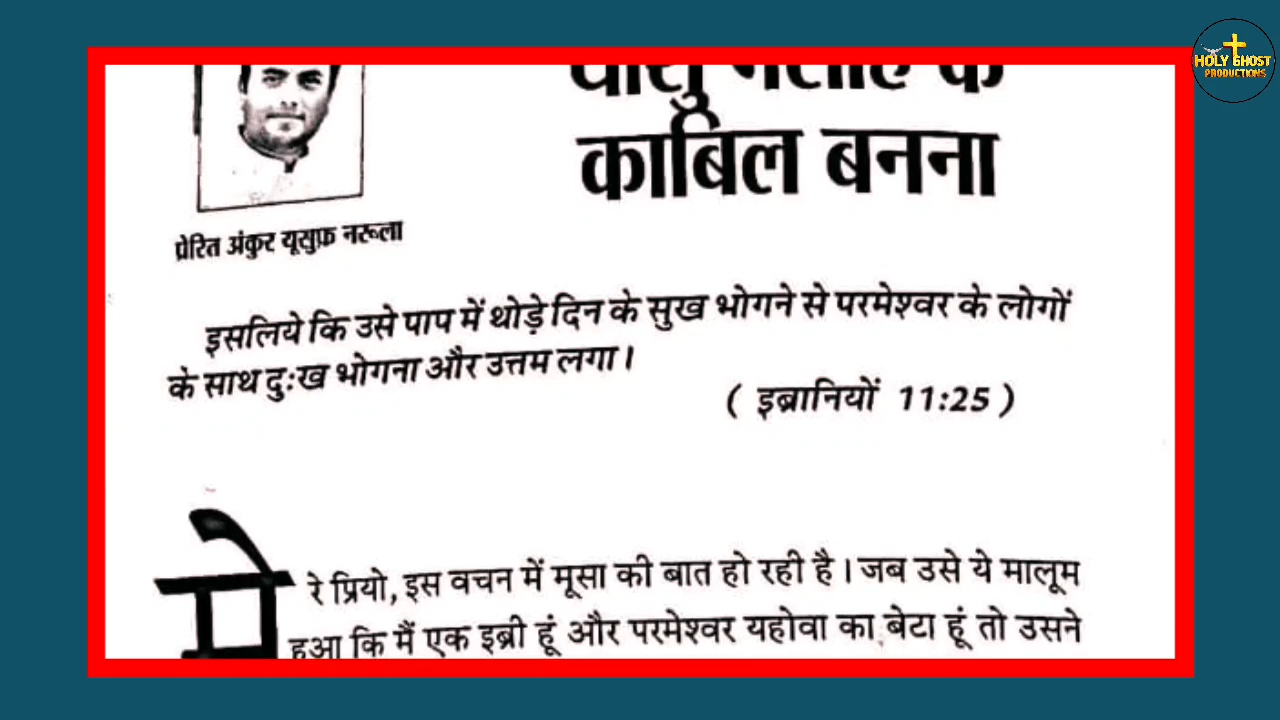 काबिल बनना
प्रेरित अंकुर यूसुफ़ नरूला
इसलिये कि उसे पाप में थोड़े दिन के सुख भोगने से परमेश्वर के लोगों
के साथ दुःख भोगना और उत्तम लगा।
( इब्रानियों 11:25 )
मेरे प्रियो, इस वचन में मूसा की बात हो रही है। जब उसे ये मालूम
हुआ कि मैं एक इब्री हूं और परमेश्वर यहोवा का बेटा हूं तो उसने
HOLY GHOST
PRODUCTIONS